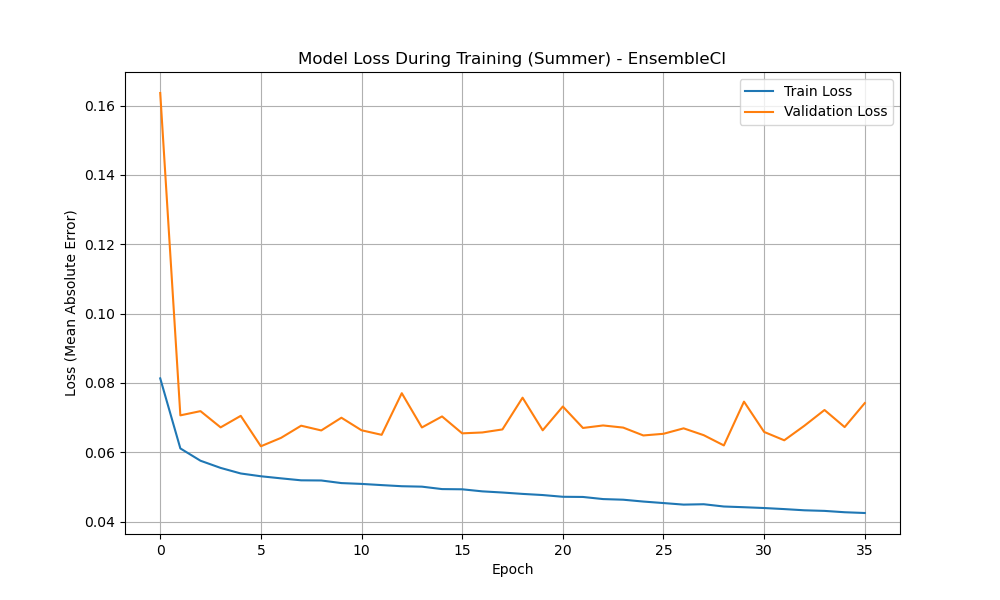 Model Loss During Training (Summer) - EnsembleCI
Train Loss
Validation Loss
Loss (Mean Absolute Error)
0.16
0.14
0.12
0.10
0.08
0.06
0.04
0 5 10 15 20 25 30 35
Epoch